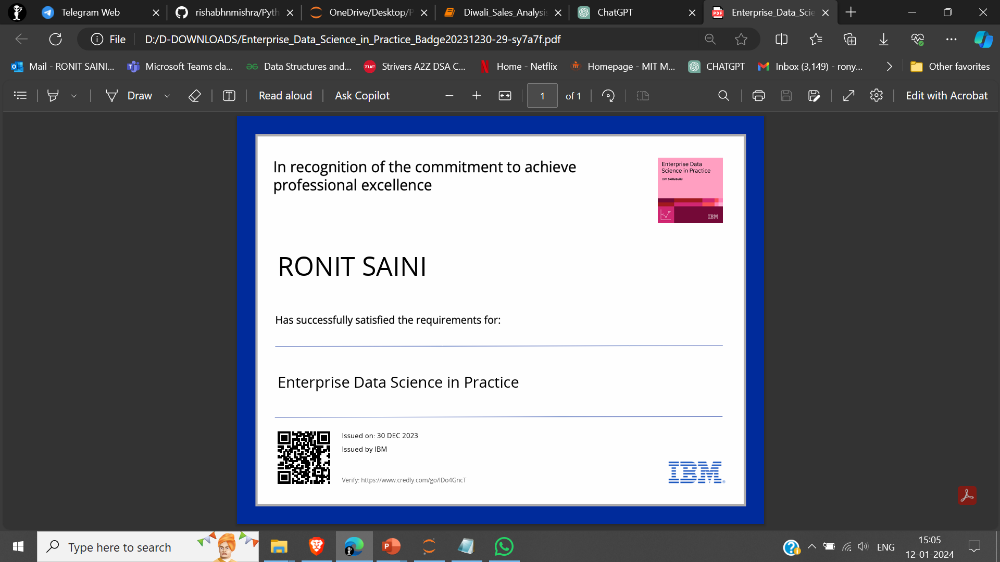 Telegram Web
rishabhnmishra/Pyth
OneDrive/Desktop/P
Diwali_Sales_Analysis
ChatGPT
PDF
Enterprise_Data_Scie
File
D:/D-DOWNLOADS/Enterprise_Data_Science_in_Practice_Badge20231230-29-sy7a7f.pdf
Mail - RONIT SAINI...
Microsoft Teams cla...
Data Structures and...
TUF
Strivers A2Z DSA C...
Home - Netflix
Homepage - MIT M...
CHATGPT
Inbox (3,149) - rony...
Other favorites
Draw
Read aloud
Ask Copilot
1
of 1
Edit with Acrobat
In recognition of the commitment to achieve
professional excellence
Enterprise Data
Science in Practice
IBM SkillsBuild
IBM
RONIT SAINI
Has successfully satisfied the requirements for:
Enterprise Data Science in Practice
Issued on: 30 DEC 2023
Issued by IBM
Verify: https://www.credly.com/go/lDo4GncT
IBM
Type here to search
ENG
15:05
12-01-2024